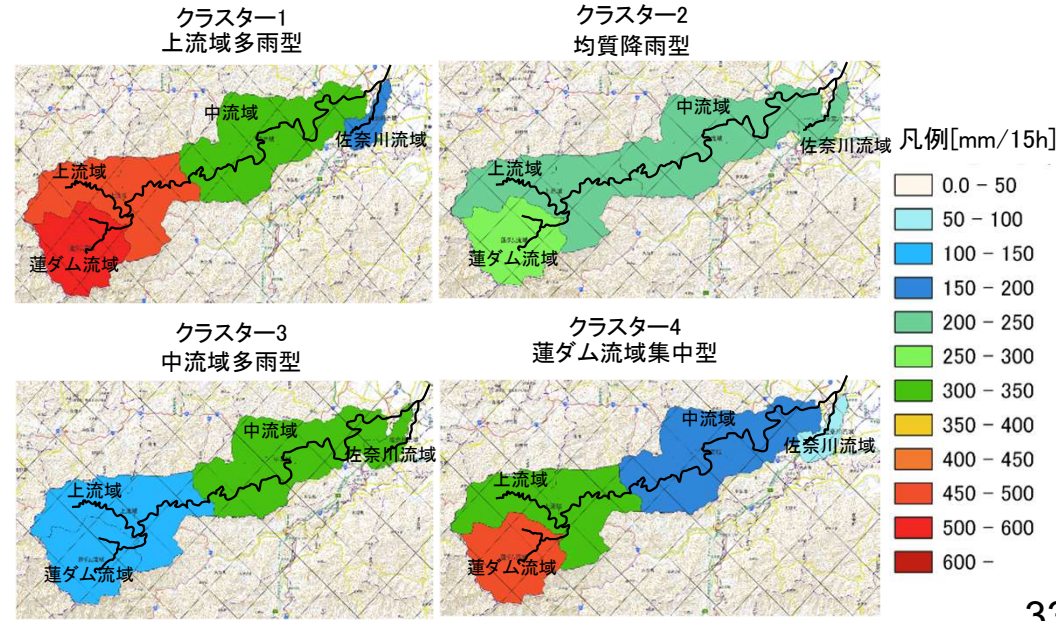 クラスター1
上流域多雨型
中流域
佐奈川流域
上流域
蓮ダム流域
クラスター2
均質降雨型
中流域
佐奈川流域
上流域
蓮ダム流域
凡例[mm/15h]
0.0 - 50
50 - 100
100 - 150
150 - 200
200 - 250
250 - 300
300 - 350
350 - 400
400 - 450
450 - 500
500 - 600
600 -
クラスター3
中流域多雨型
中流域
佐奈川流域
上流域
蓮ダム流域
クラスター4
蓮ダム流域集中型
中流域
佐奈川流域
上流域
蓮ダム流域